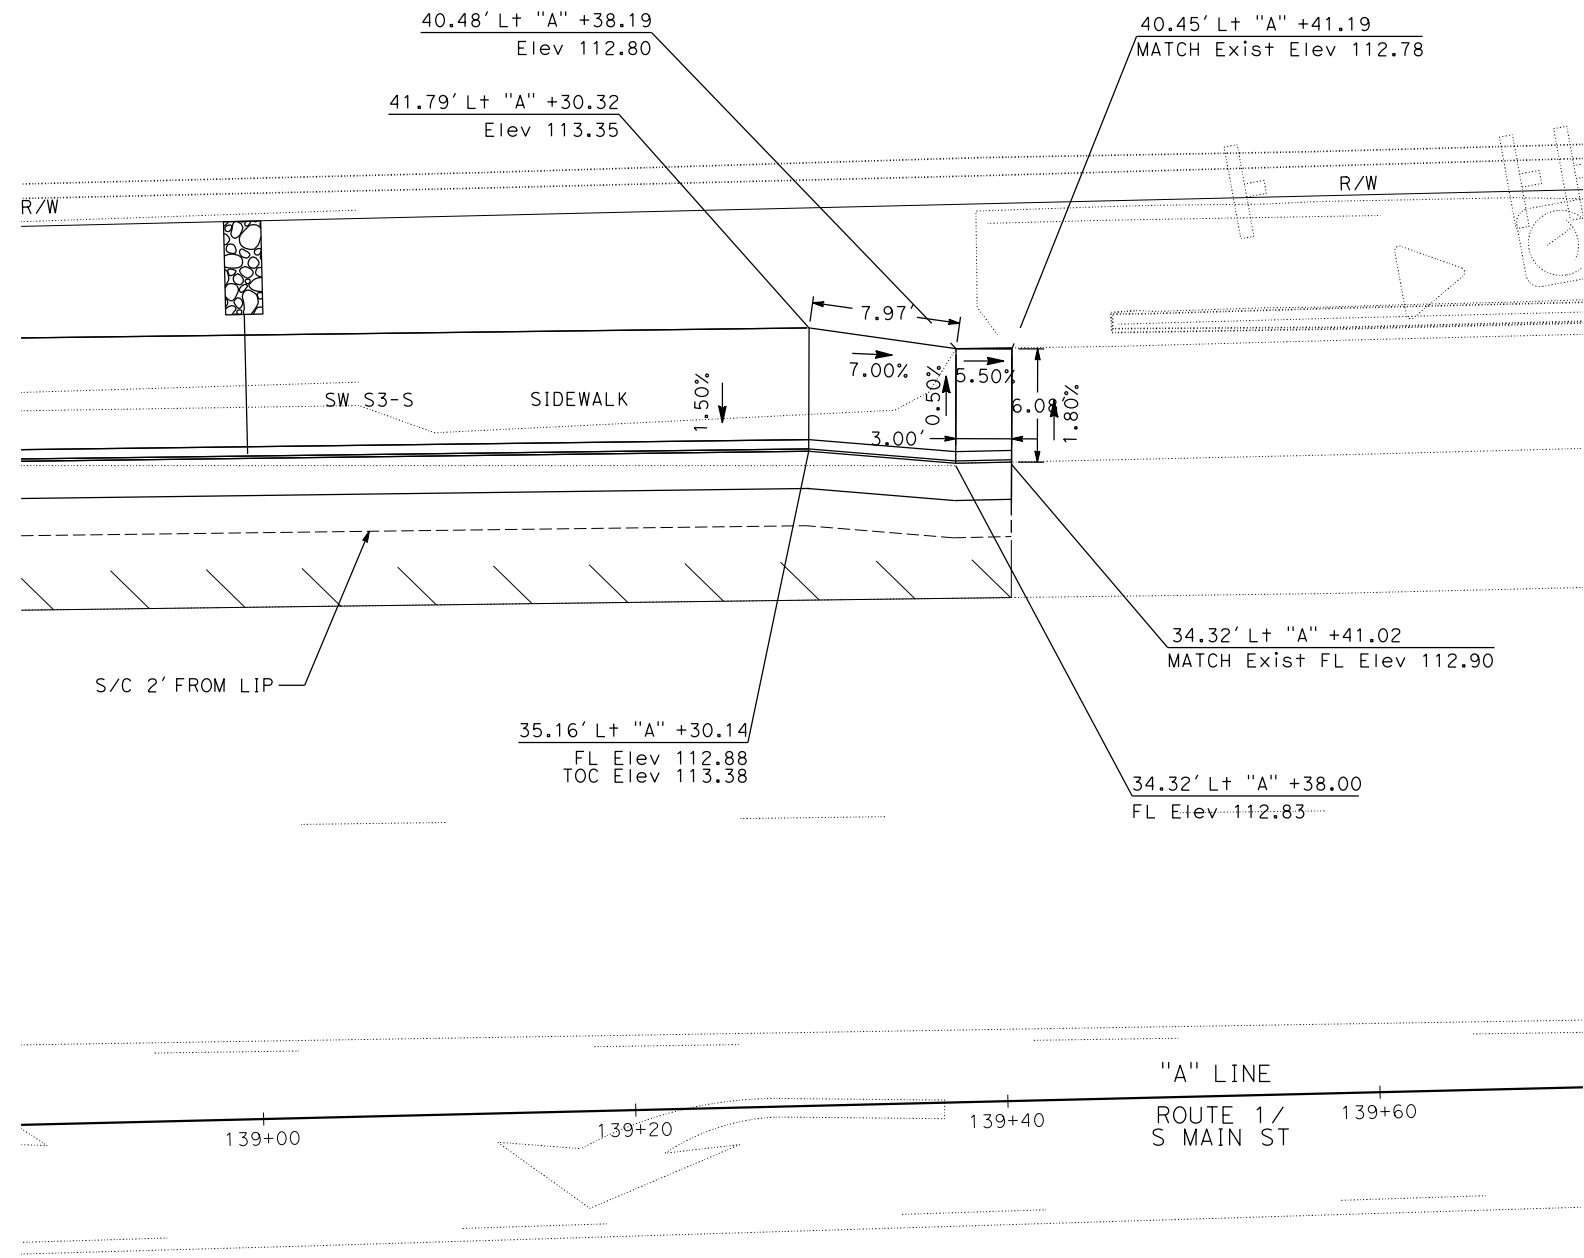 40.48' Lt "A" +38.19
Elev 112.80
40.45' Lt "A" +41.19
MATCH Exist Elev 112.78
41.79' Lt "A" +30.32
Elev 113.35
R/W
R/W
7.97'
7.00%
5.50%
SW S3-S
SIDEWALK
1.50%
0.50%
6.08
1.80%
3.00'
34.32' Lt "A" +41.02
MATCH Exist FL Elev 112.90
S/C 2' FROM LIP
35.16' Lt "A" +30.14
FL Elev 112.88
TOC Elev 113.38
34.32' Lt "A" +38.00
FL Elev 112.83
"A" LINE
139+00
139+20
139+40
ROUTE 1/
S MAIN ST
139+60